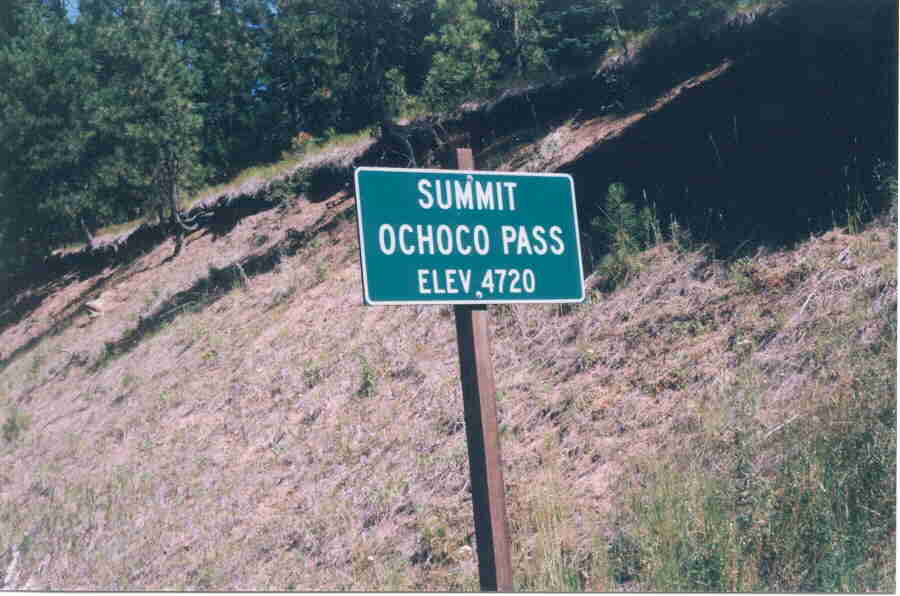 SUMMIT
OCHOCO PASS
ELEV. 4720